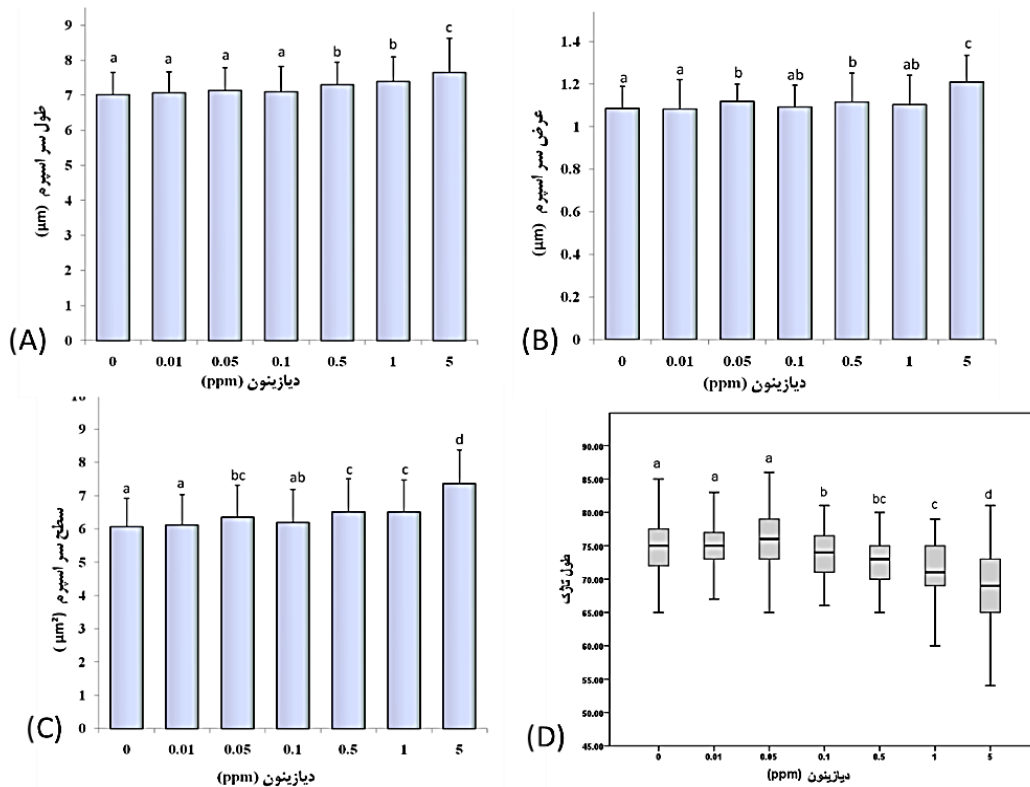 9
8
7
6
5
4
3
2
1
0
طول سر اسپرم (µm)
a a a a b b c
0 0.01 0.05 0.1 0.5 1 5
دیازینون (ppm)
(A)
1.4
1.2
1
0.8
0.6
0.4
0.2
0
عرض سر اسپرم (µm)
a a b ab b ab c
0 0.01 0.05 0.1 0.5 1 5
دیازینون (ppm)
(B)
10
9
8
7
6
5
4
3
2
1
0
سطح سر اسپرم (µm²)
a a bc ab c c d
0 0.01 0.05 0.1 0.5 1 5
دیازینون (ppm)
(C)
90.00
85.00
80.00
75.00
70.00
65.00
60.00
55.00
50.00
45.00
طول تاژک
a a a b bc c d
0 0.01 0.05 0.1 0.5 1 5
دیازینون (ppm)
(D)